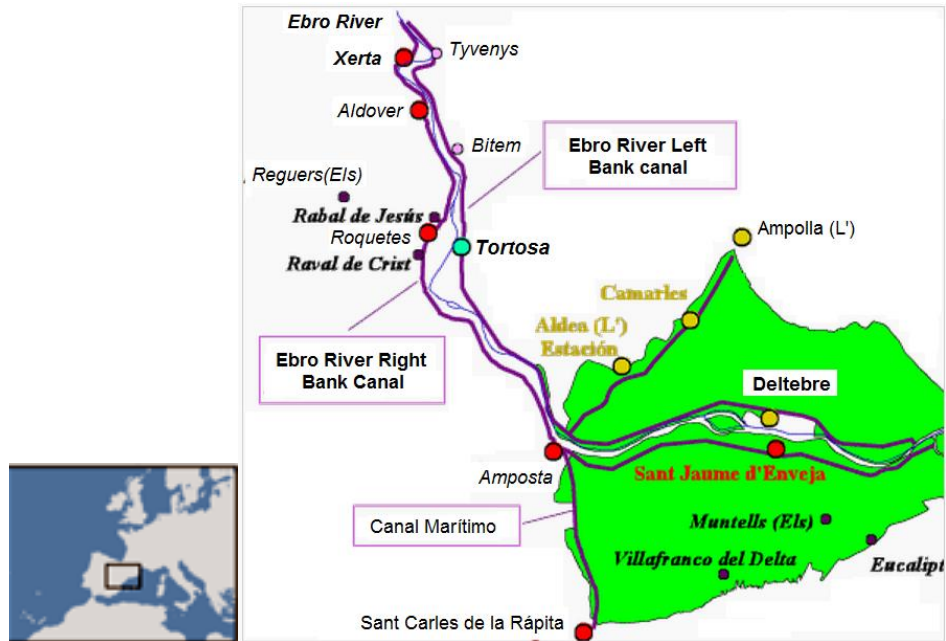 Ebro River
Xerta
Tyvenys
Aldover
Bitem
Ebro River Left
Bank canal
, Reguers(Els)
Rabal de Jesús
Roquetes
Raval de Crist
Tortosa
Ampolla (L')
Camarles
Aldea (L')
Estación
Ebro River Right
Bank Canal
Deltebre
Amposta
Sant Jaume d'Enveja
Canal Marítimo
Muntells (Els)
Villafranco del Delta
Eucalipt
Sant Carles de la Rápita